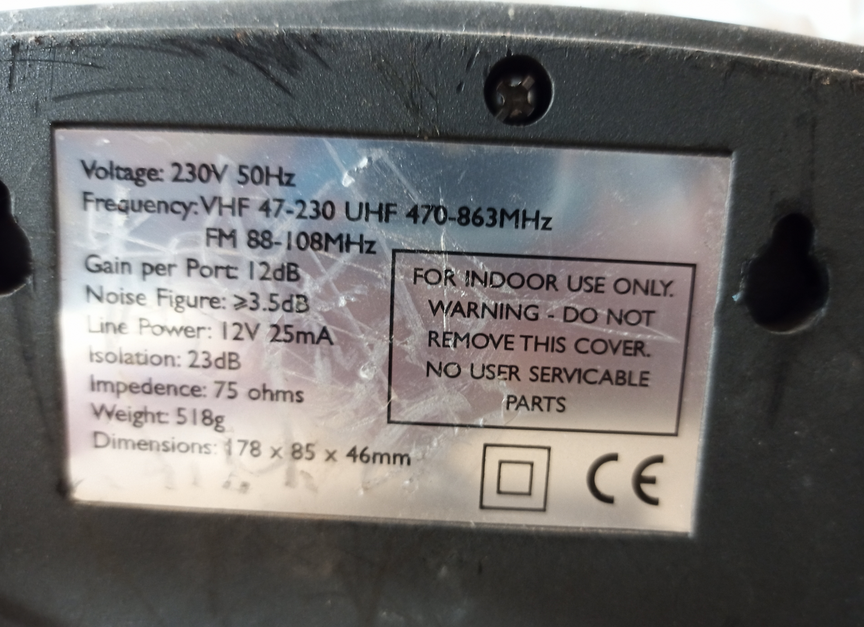 Voltage: 230V 50Hz
Frequency: VHF 47-230 UHF 470-863MHz
FM 88-108MHz
Gain per Port: 12dB
Noise Figure: ≥3.5dB
Line Power: 12V 25mA
Isolation: 23dB
Impedence: 75 ohms
Weight: 518g
Dimensions: 178 x 85 x 46mm
FOR INDOOR USE ONLY.
WARNING - DO NOT
REMOVE THIS COVER.
NO USER SERVICABLE
PARTS
CE